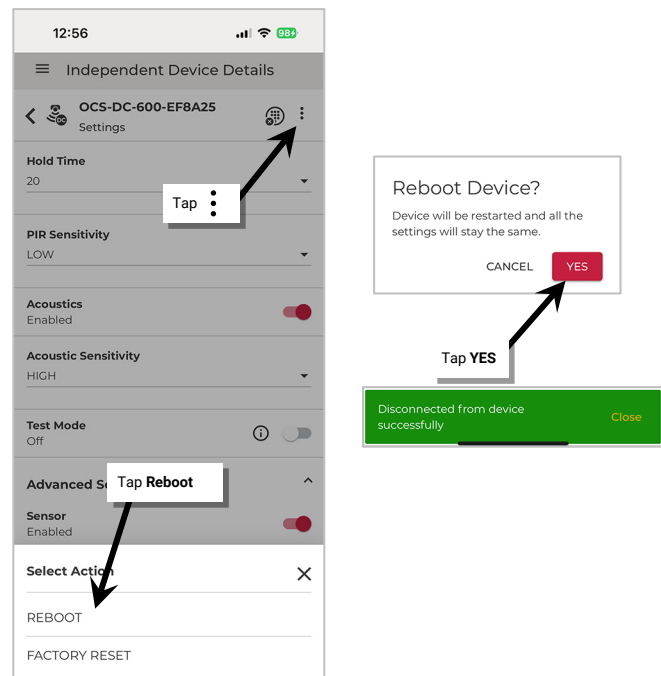 12:56
98
Independent Device Details
OCS-DC-600-EF8A25
DC
Settings
Hold Time
20
Tap
PIR Sensitivity
LOW
Acoustics
Enabled
Acoustic Sensitivity
HIGH
Test Mode
Off
Advanced
Tap Reboot
Sensor
Enabled
Select Action
REBOOT
FACTORY RESET
Reboot Device?
Device will be restarted and all the
settings will stay the same.
CANCEL YES
Tap YES
Disconnected from device
successfully
Close